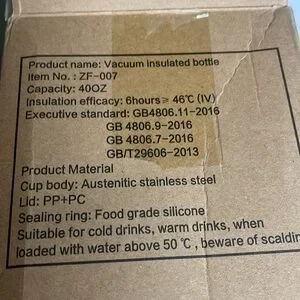 Product name: Vacuum insulated bottle
Item No. : ZF-007
Capacity: 40OZ
Insulation efficacy: 6hours≥ 46℃ (IV)
Executive standard: GB4806.11-2016
GB 4806.9-2016
GB 4806.7-2016
GB/T29606-2013
Product Material
Cup body: Austenitic stainless steel
Lid: PP+PC
Sealing ring: Food grade silicone
Suitable for cold drinks, warm drinks, when
loaded with water above 50 ℃ , beware of scaldin